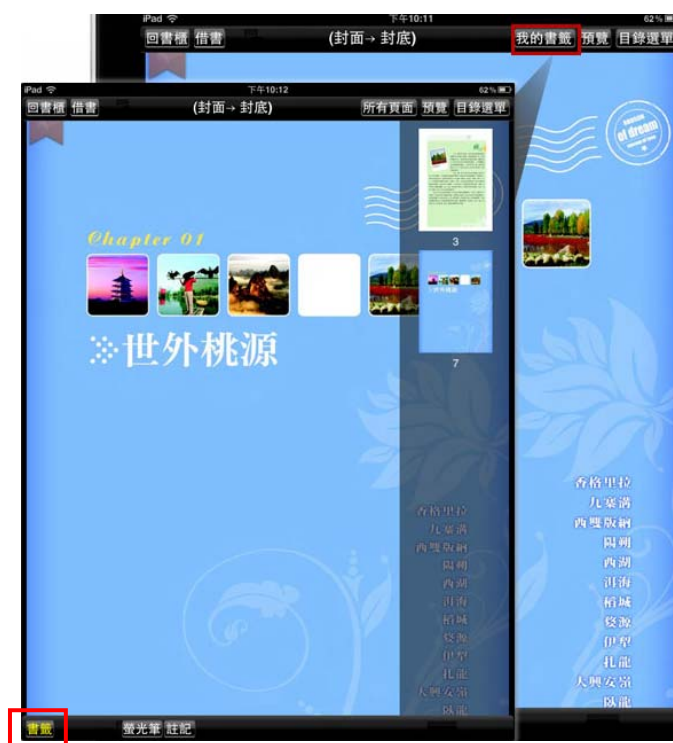 iPad 下午10:11 62%
回書櫃 借書 (封面→ 封底) 我的書籤 預覽 目錄選單
iPad 下午10:12 62%
回書櫃 借書 (封面→ 封底) 所有頁面 預覽 目錄選單
of dream
Chapter 01
3
世外桃源
7
香格里拉
九寨溝
西雙版納
陽朔
西湖
洱海
稻城
婺源
伊犁
扎龍
大興安嶺
臥龍
香格里拉
九寨溝
西雙版納
陽朔
西湖
洱海
稻城
婺源
伊犁
扎龍
大興安嶺
臥龍
書籤 螢光筆 註記